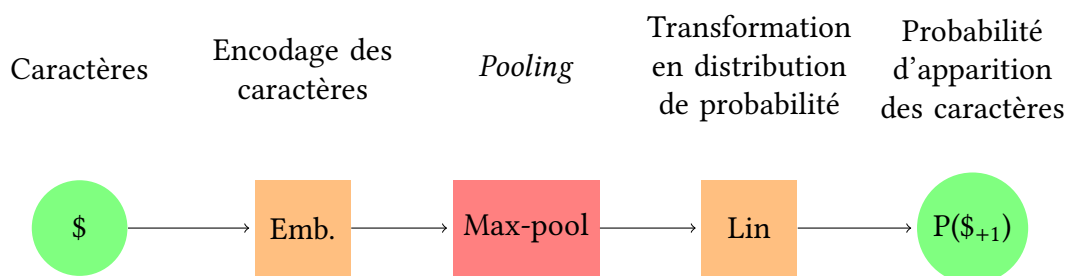 Caractères
Encodage des
caractères
Pooling
Transformation
en distribution
de probabilité
Probabilité
d'apparition
des caractères
$
Emb.
Max-pool
Lin
P($₊₁)